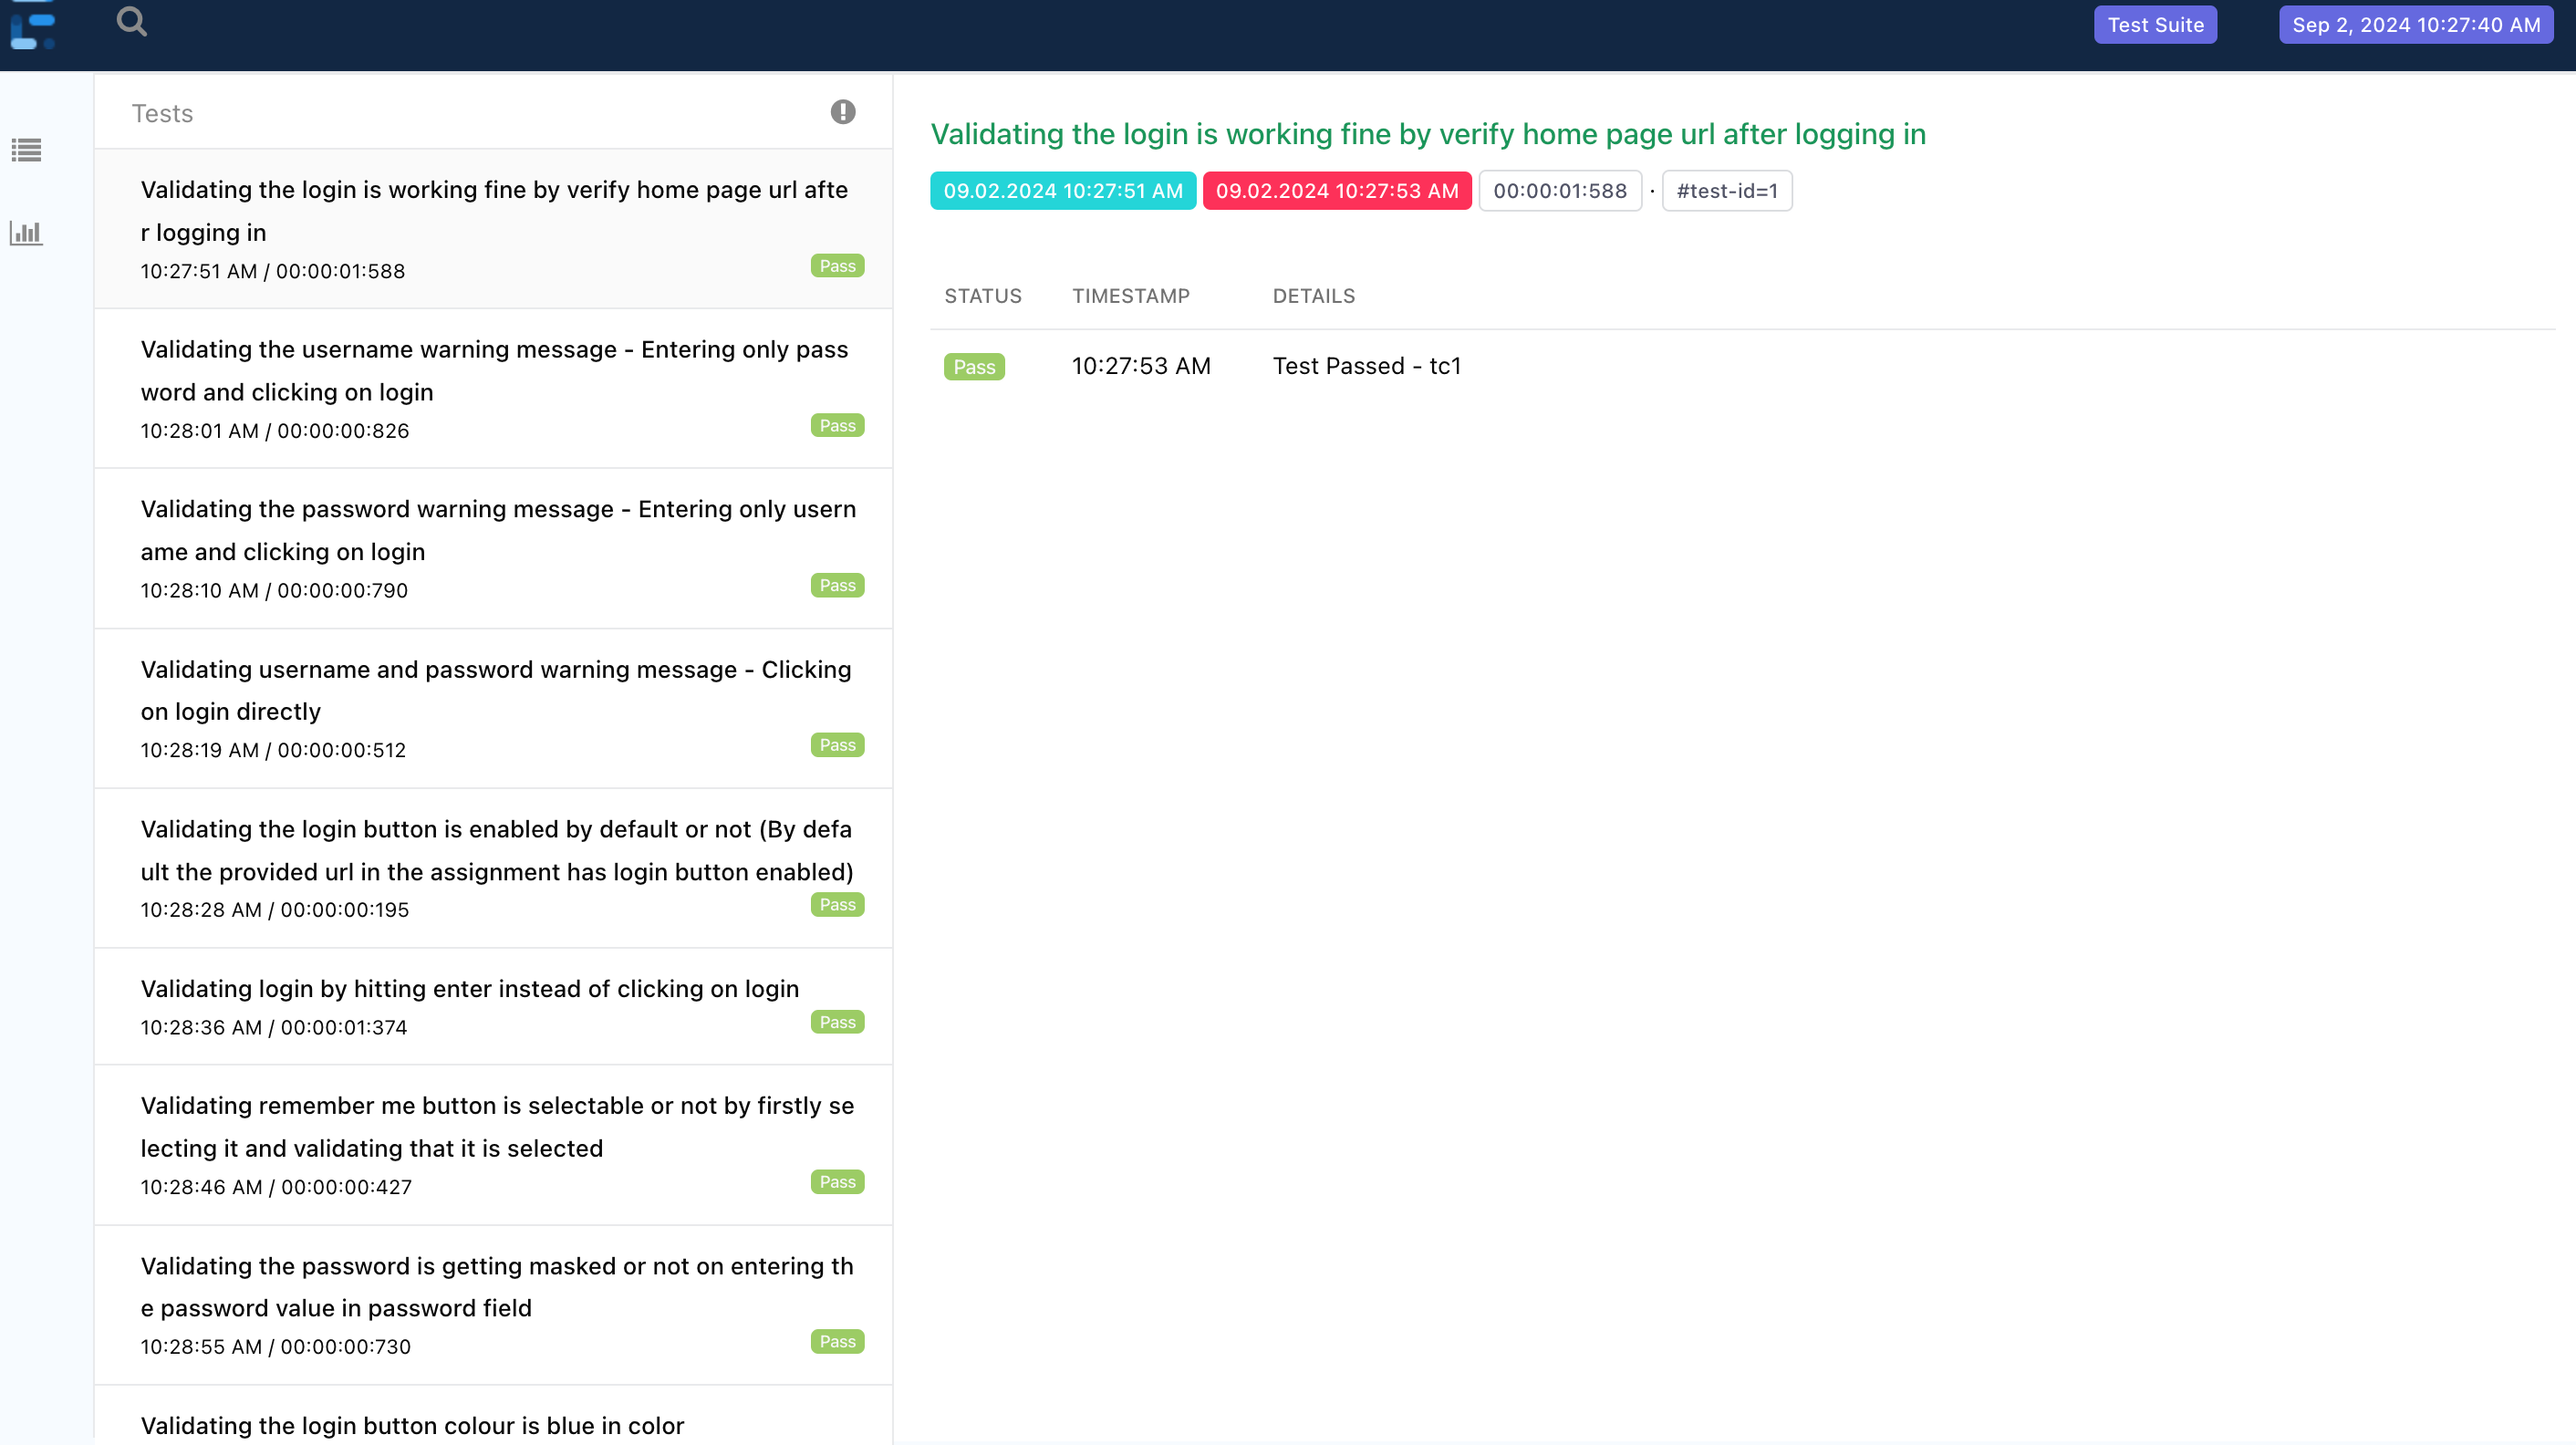 Test Suite
Sep 2, 2024 10:27:40 AM
Tests
Validating the login is working fine by verify home page url afte
r logging in
10:27:51 AM / 00:00:01:588
Pass
Validating the username warning message - Entering only pass
word and clicking on login
10:28:01 AM / 00:00:00:826
Pass
Validating the password warning message - Entering only usern
ame and clicking on login
10:28:10 AM / 00:00:00:790
Pass
Validating username and password warning message - Clicking
on login directly
10:28:19 AM / 00:00:00:512
Pass
Validating the login button is enabled by default or not (By defa
ult the provided url in the assignment has login button enabled)
10:28:28 AM / 00:00:00:195
Pass
Validating login by hitting enter instead of clicking on login
10:28:36 AM / 00:00:01:374
Pass
Validating remember me button is selectable or not by firstly se
lecting it and validating that it is selected
10:28:46 AM / 00:00:00:427
Pass
Validating the password is getting masked or not on entering th
e password value in password field
10:28:55 AM / 00:00:00:730
Pass
Validating the login button colour is blue in color
Validating the login is working fine by verify home page url after logging in
09.02.2024 10:27:51 AM 09.02.2024 10:27:53 AM 00:00:01:588 · #test-id=1
STATUS TIMESTAMP DETAILS
Pass 10:27:53 AM Test Passed - tc1